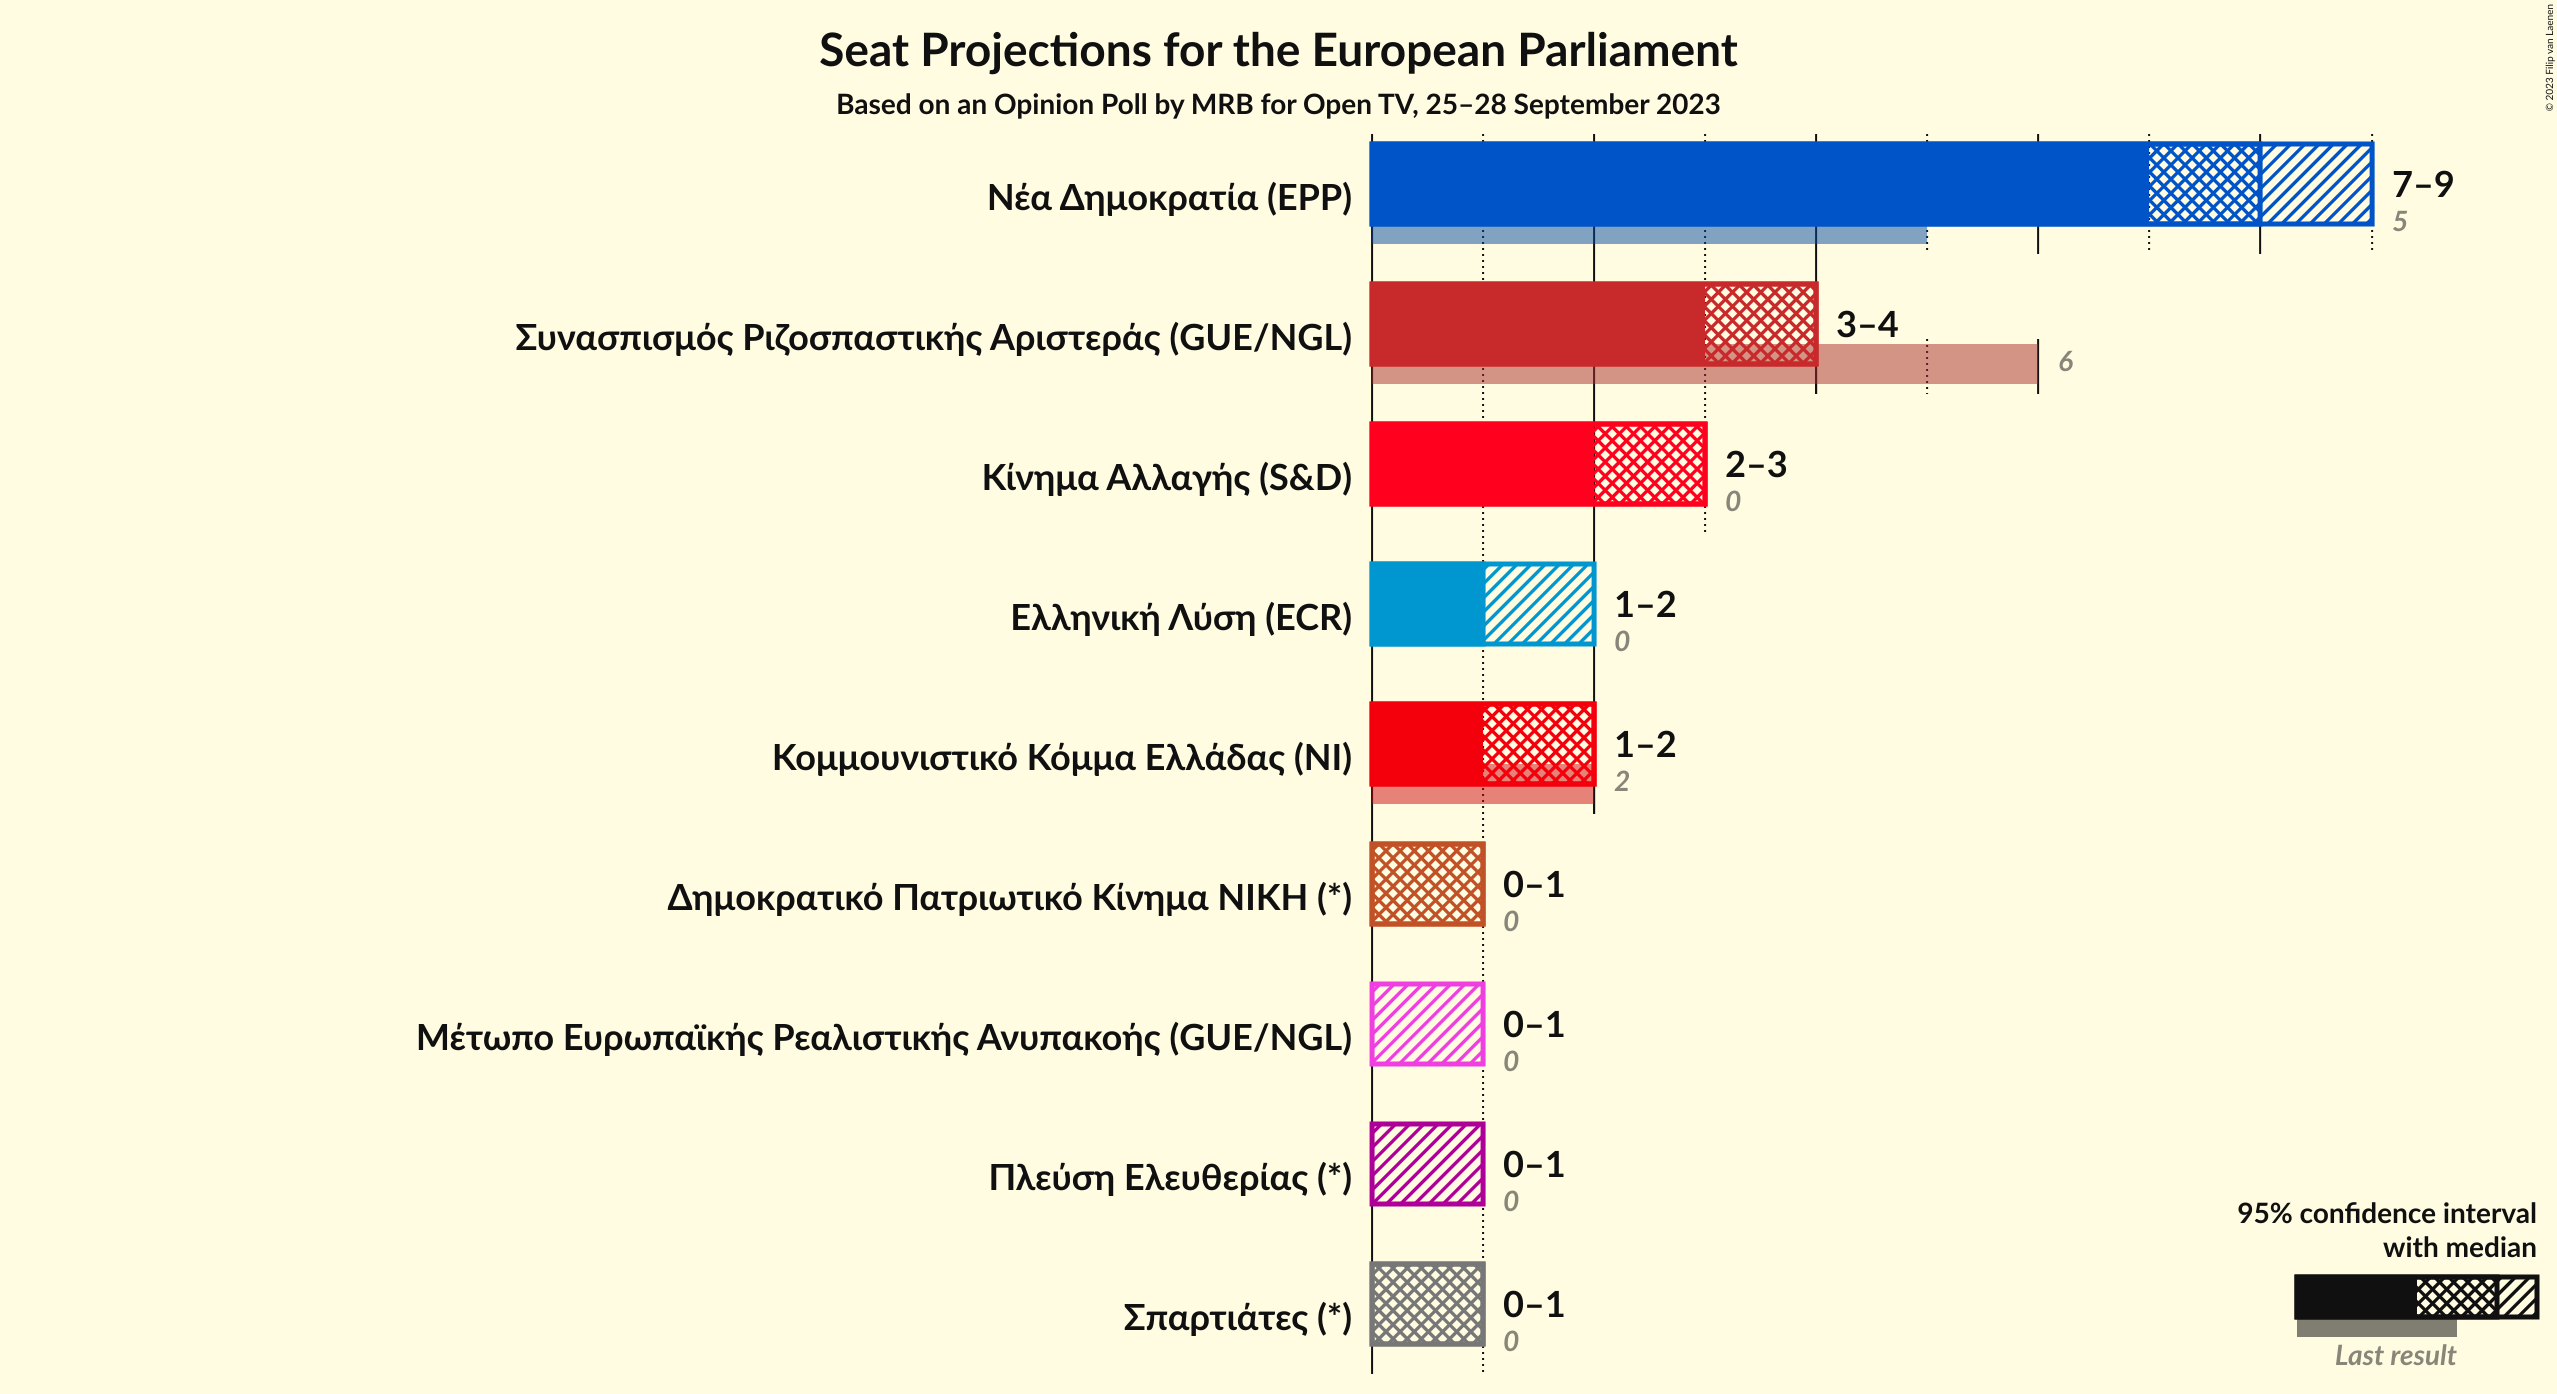 Seat Projections for the European Parliament
Based on an Opinion Poll by MRB for Open TV, 25–28 September 2023
© 2023 Filip van Laenen
Νέα Δημοκρατία (EPP)
7–9
5
Συνασπισμός Ριζοσπαστικής Αριστεράς (GUE/NGL)
3–4
6
Κίνημα Αλλαγής (S&D)
2–3
0
Ελληνική Λύση (ECR)
1–2
0
Κομμουνιστικό Κόμμα Ελλάδας (NI)
1–2
2
Δημοκρατικό Πατριωτικό Κίνημα ΝΙΚΗ (*)
0–1
0
Μέτωπο Ευρωπαϊκής Ρεαλιστικής Ανυπακοής (GUE/NGL)
0–1
0
Πλεύση Ελευθερίας (*)
0–1
0
Σπαρτιάτες (*)
0–1
0
95% confidence interval
with median
Last result